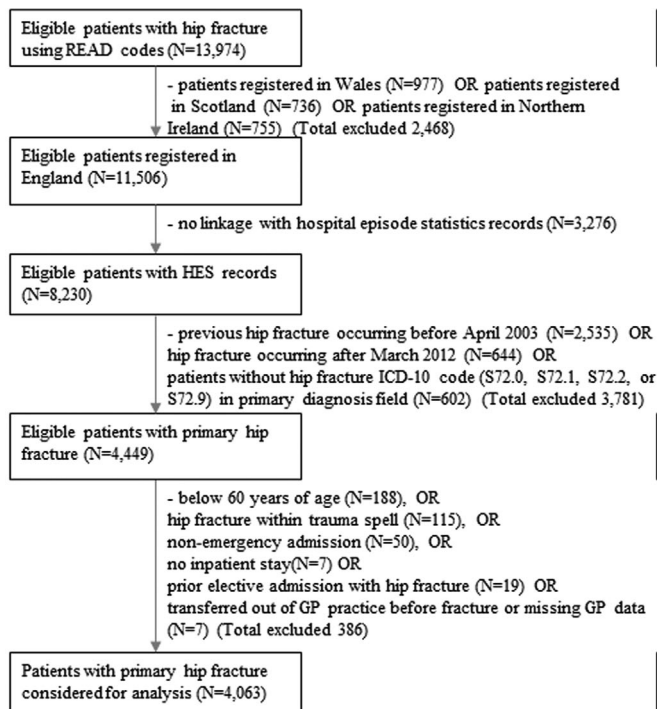 Eligible patients with hip fracture
using READ codes (N=13,974)
- patients registered in Wales (N=977) OR patients registered
in Scotland (N=736) OR patients registered in Northern
Ireland (N=755) (Total excluded 2,468)
Eligible patients registered in
England (N=11,506)
- no linkage with hospital episode statistics records (N=3,276)
Eligible patients with HES records
(N=8,230)
- previous hip fracture occurring before April 2003 (N=2,535) OR
hip fracture occurring after March 2012 (N=644) OR
patients without hip fracture ICD-10 code (S72.0, S72.1, S72.2, or
S72.9) in primary diagnosis field (N=602) (Total excluded 3,781)
Eligible patients with primary hip
fracture (N=4,449)
- below 60 years of age (N=188), OR
hip fracture within trauma spell (N=115), OR
non-emergency admission (N=50), OR
no inpatient stay(N=7) OR
prior elective admission with hip fracture (N=19) OR
transferred out of GP practice before fracture or missing GP data
(N=7) (Total excluded 386)
Patients with primary hip fracture
considered for analysis (N=4,063)